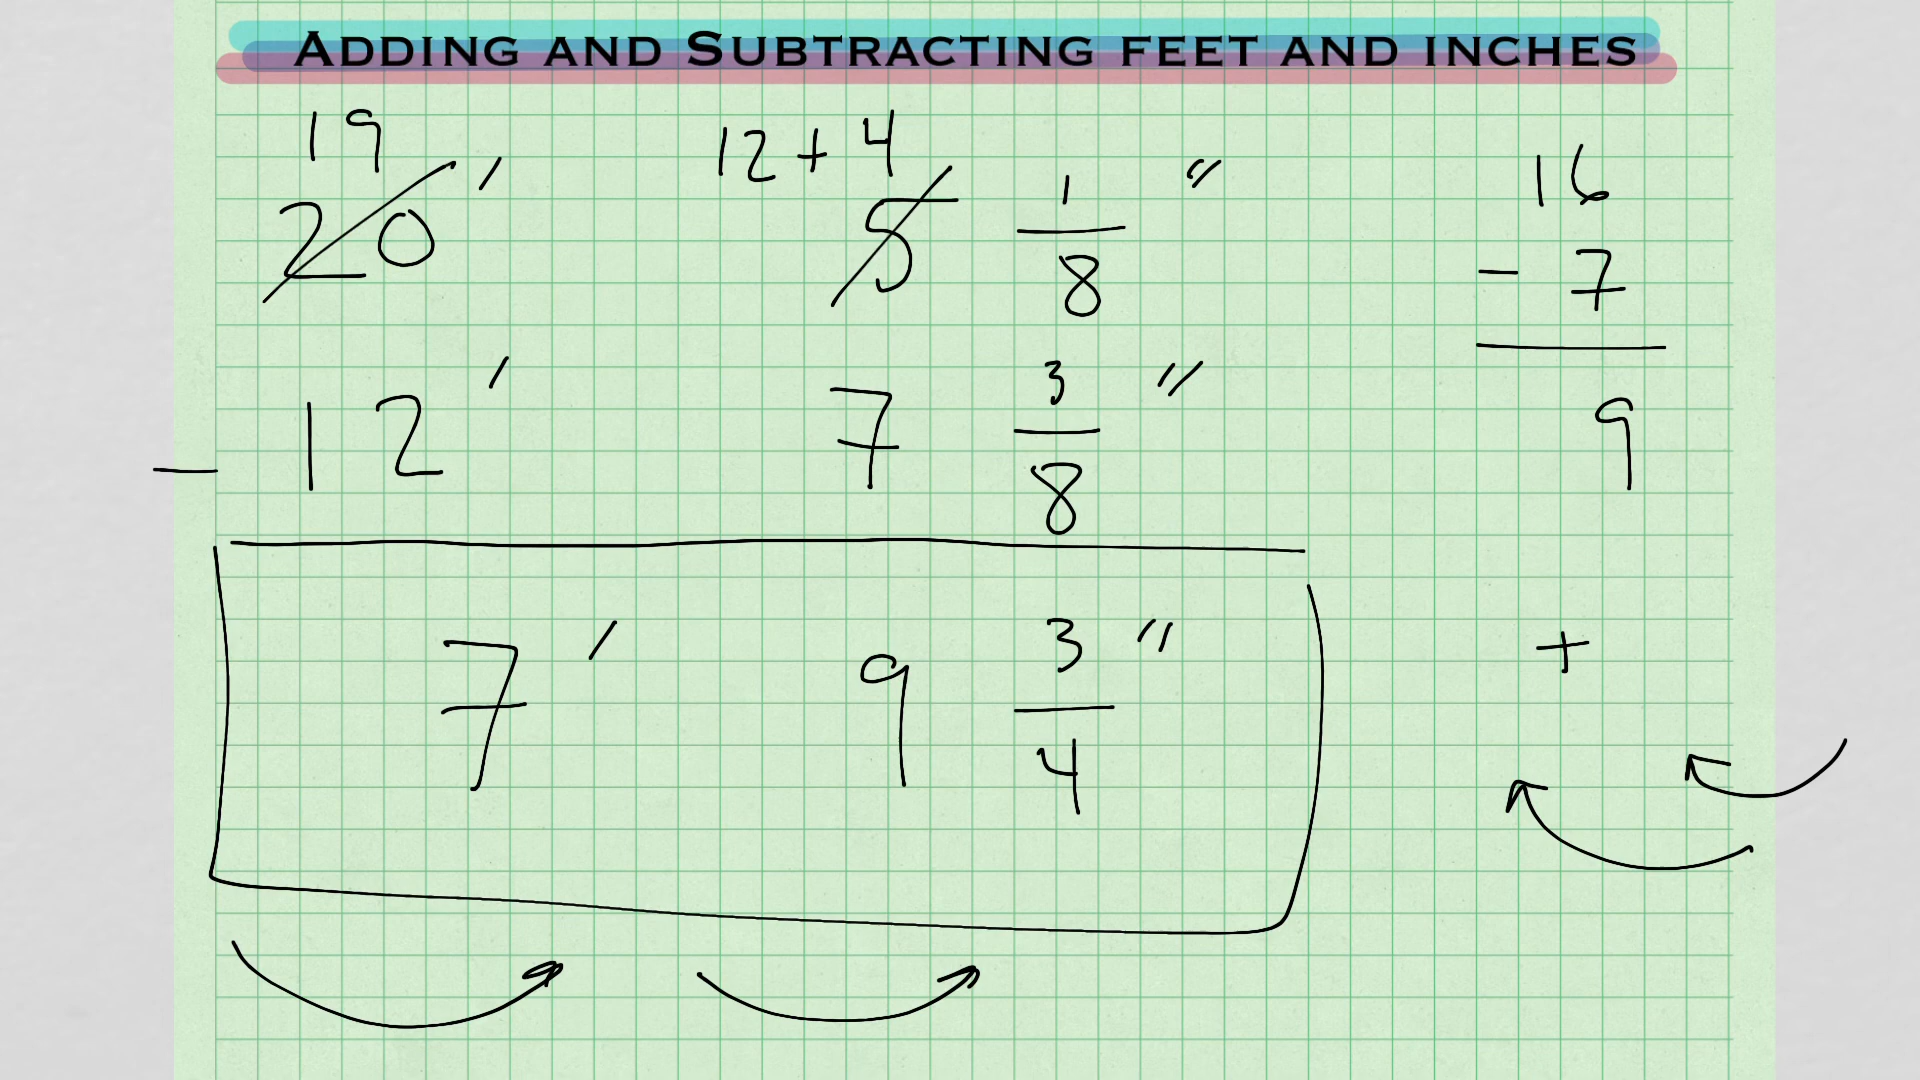 ADDING AND SUBTRACTING FEET AND INCHES
19 12 + 4
20 ′ 5 1/8 ″ 16
- 7
- 12 ′ 7 3/8 ″ 9
7 ′ 9 3/4 ″ +